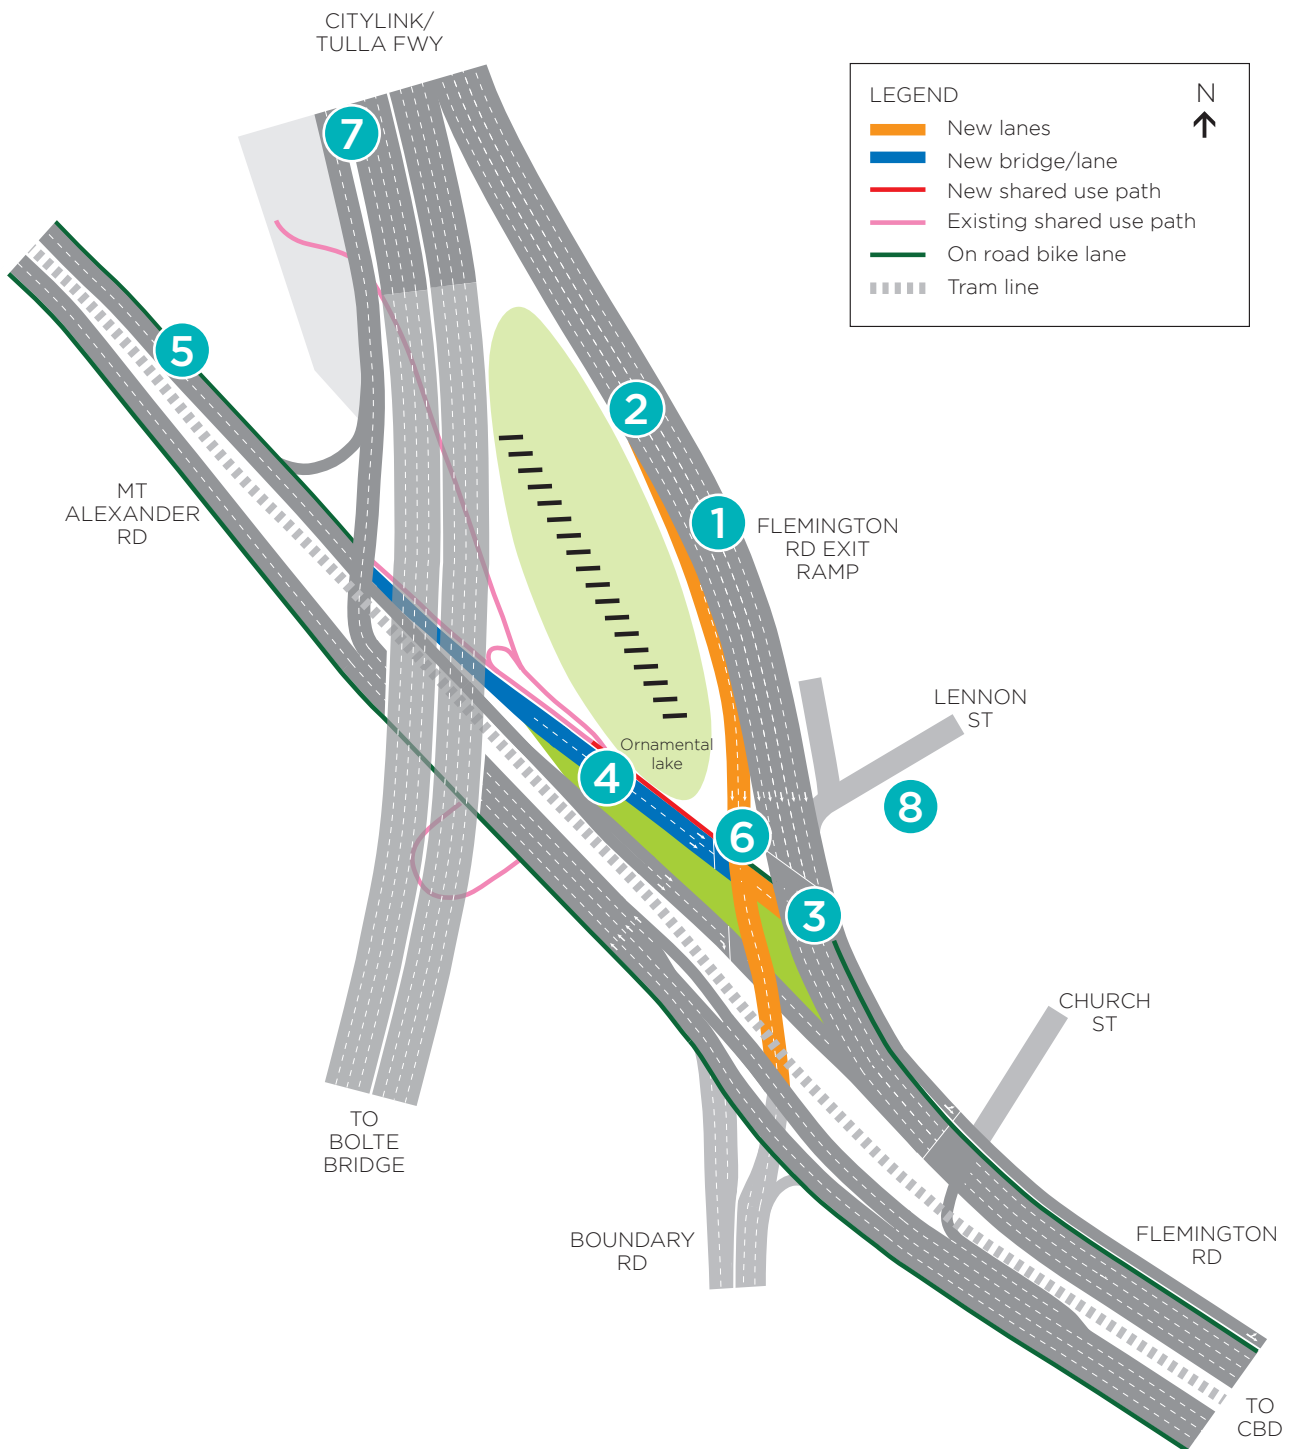 CITYLINK/
TULLA FWY
LEGEND
N
New lanes
New bridge/lane
New shared use path
Existing shared use path
On road bike lane
Tram line
7
5
2
1
MT
ALEXANDER
RD
FLEMINGTON
RD EXIT
RAMP
LENNON
ST
Ornamental
lake
4
8
6
3
CHURCH
ST
TO
BOLTE
BRIDGE
BOUNDARY
RD
FLEMINGTON
RD
TO
CBD